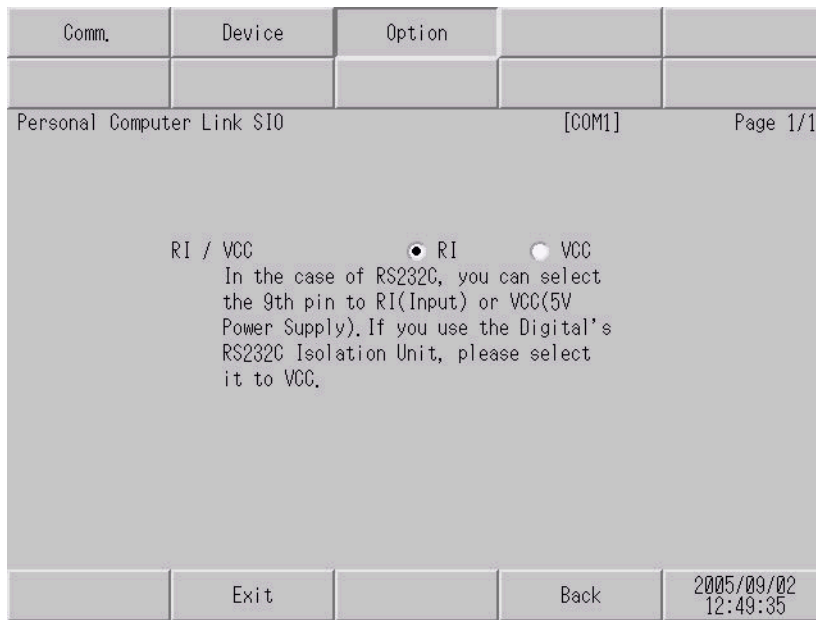 Comm. Device Option
Personal Computer Link SIO [COM1] Page 1/1
RI / VCC RI VCC
In the case of RS232C, you can select
the 9th pin to RI(Input) or VCC(5V
Power Supply).If you use the Digital's
RS232C Isolation Unit, please select
it to VCC.
Exit Back 2005/09/02
12:49:35